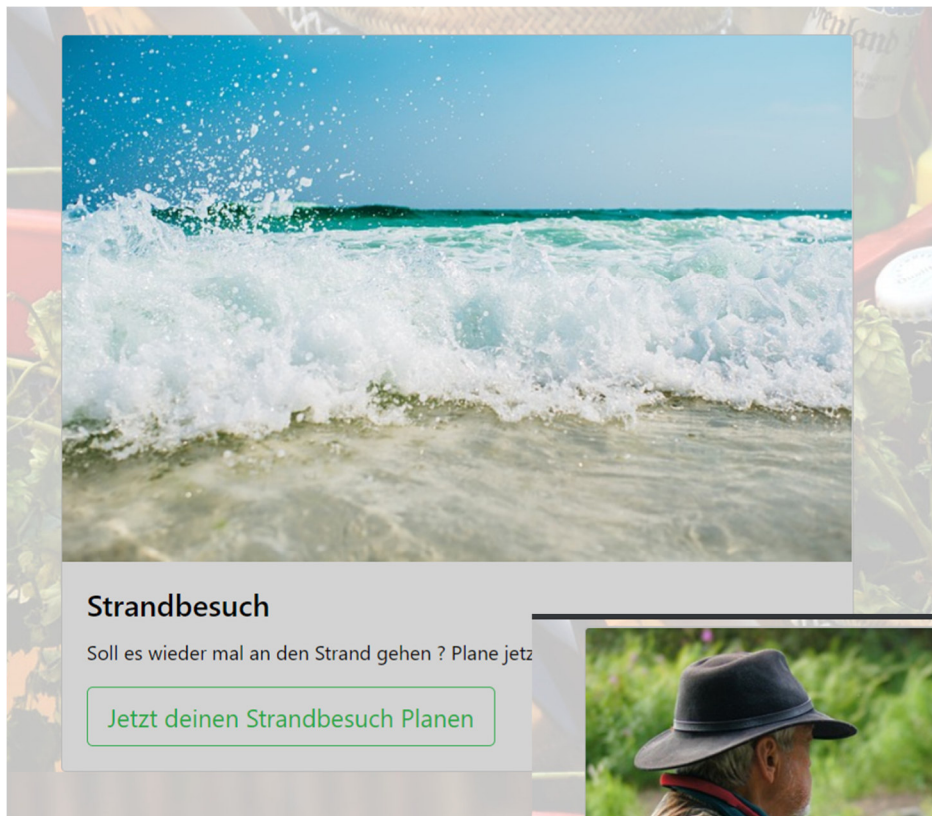 Strandbesuch
Soll es wieder mal an den Strand gehen ? Plane jetz
Jetzt deinen Strandbesuch Planen